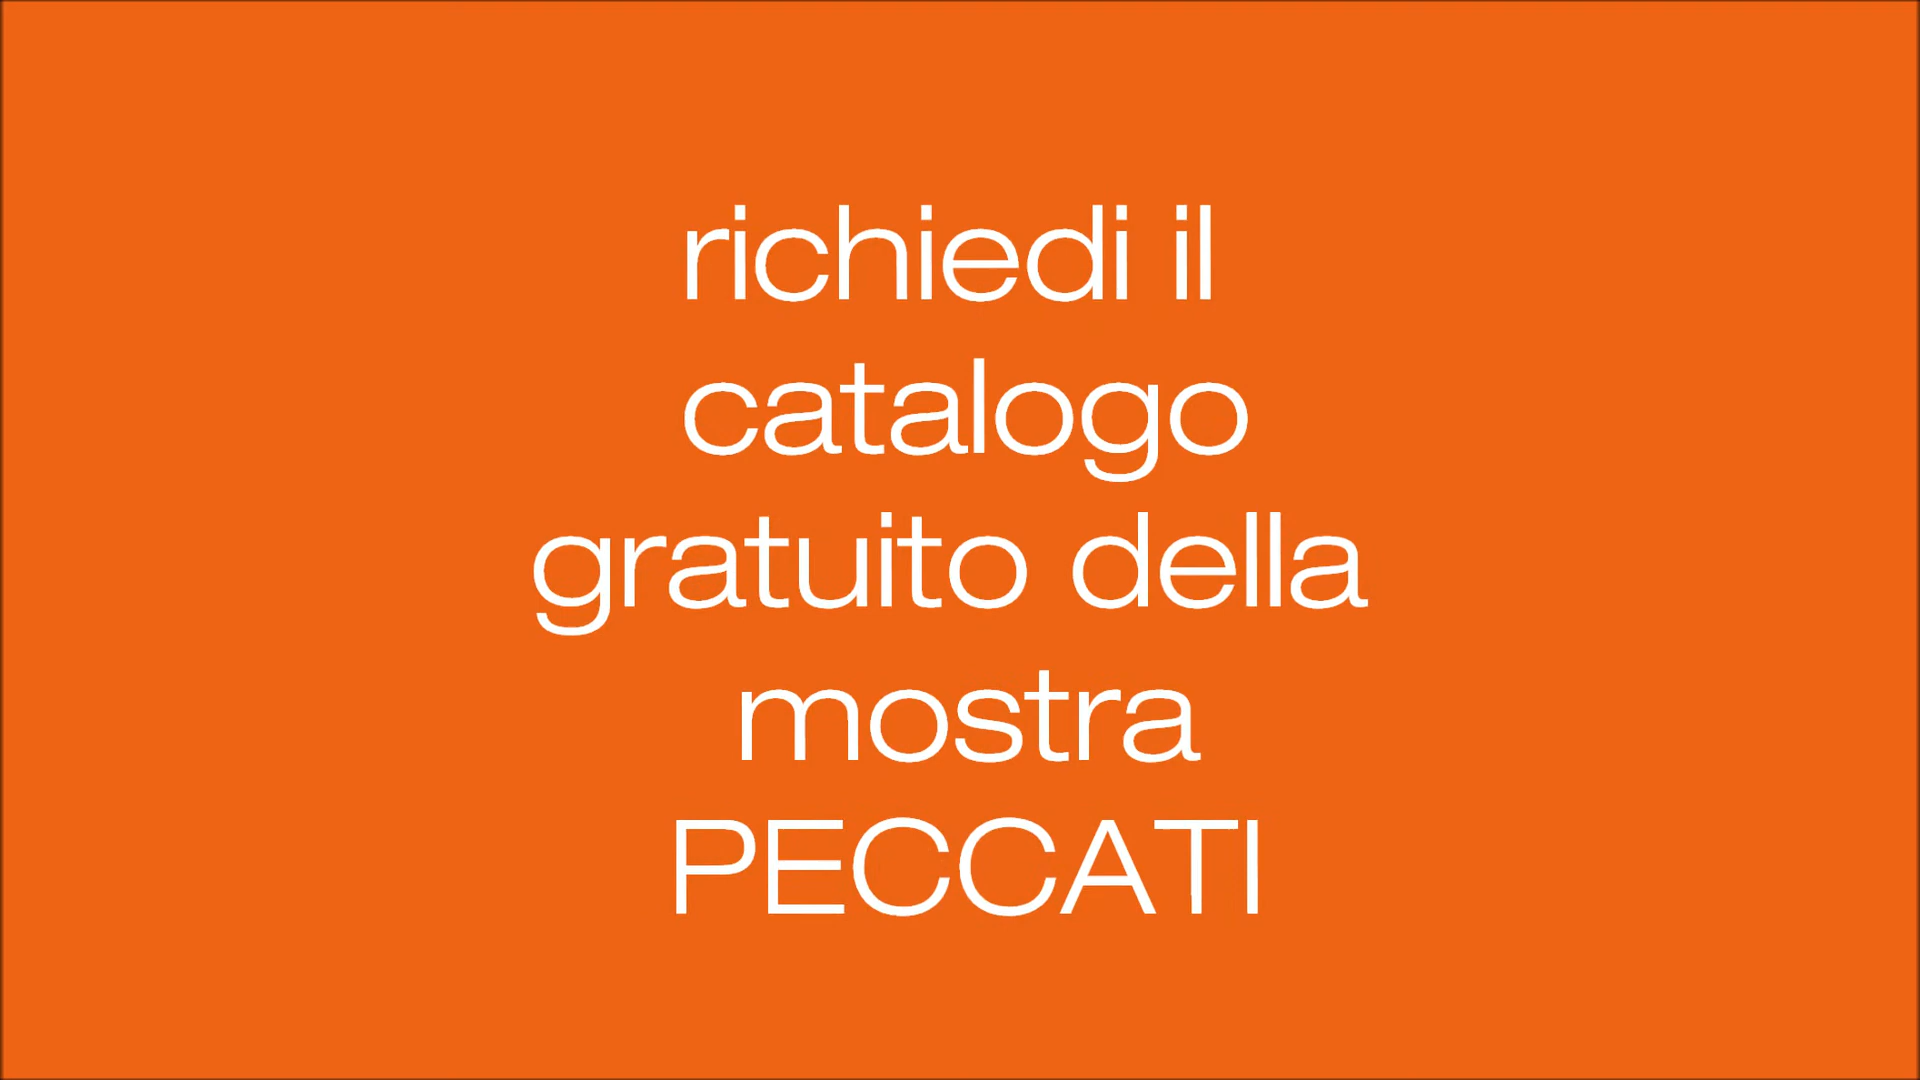 richiedi il
catalogo
gratuito della
mostra
PECCATI